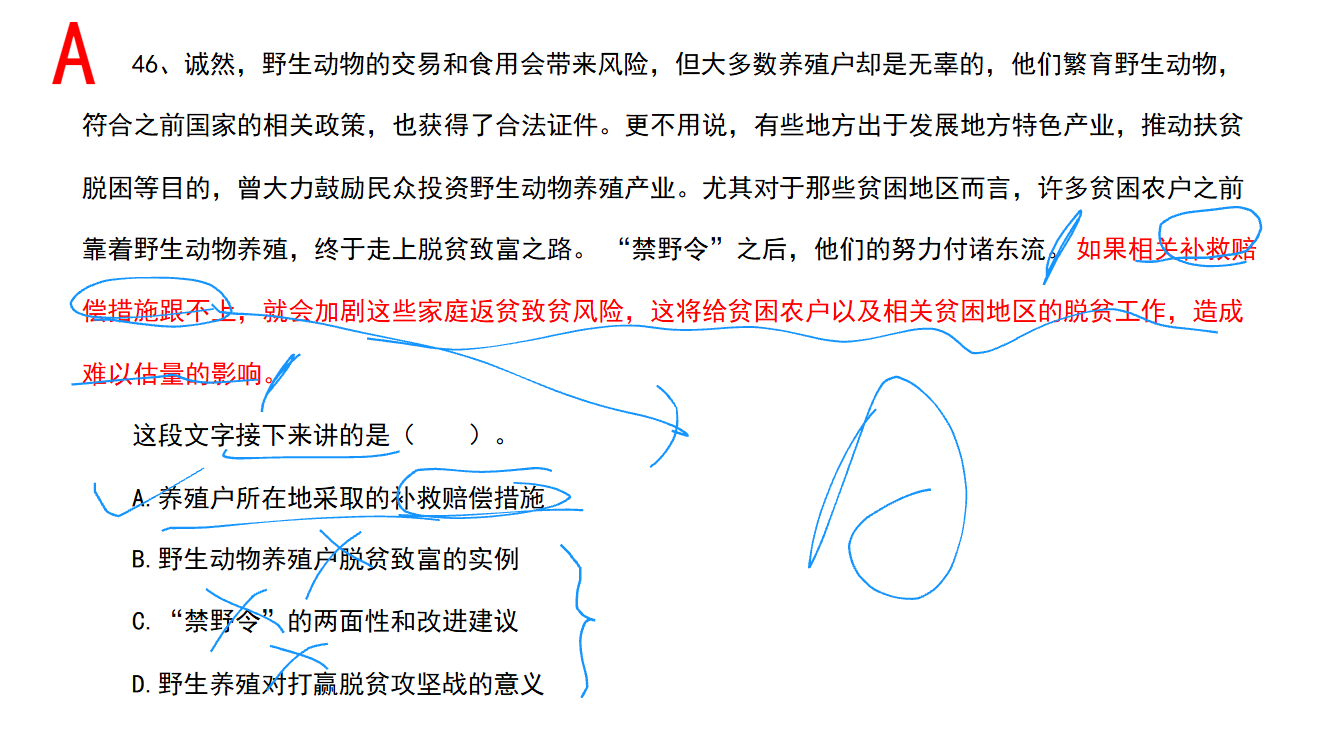 A
46、诚然，野生动物的交易和食用会带来风险，但大多数养殖户却是无辜的，他们繁育野生动物，
符合之前国家的相关政策，也获得了合法证件。更不用说，有些地方出于发展地方特色产业，推动扶贫
脱困等目的，曾大力鼓励民众投资野生动物养殖产业。尤其对于那些贫困地区而言，许多贫困农户之前
靠着野生动物养殖，终于走上脱贫致富之路。“禁野令”之后，他们的努力付诸东流。如果相关补救赔
偿措施跟不上，就会加剧这些家庭返贫致贫风险，这将给贫困农户以及相关贫困地区的脱贫工作，造成
难以估量的影响。
这段文字接下来讲的是（　　）。
A.养殖户所在地采取的补救赔偿措施
B.野生动物养殖户脱贫致富的实例
C.“禁野令”的两面性和改进建议
D.野生养殖对打赢脱贫攻坚战的意义